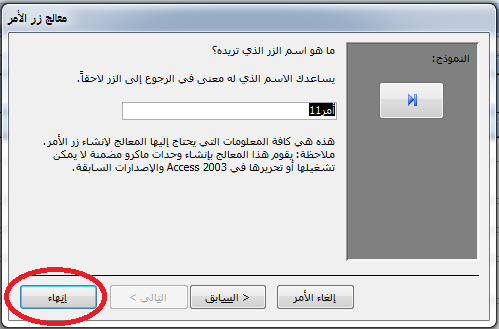 معالج زر الأمر
النموذج:
ما هو اسم الزر الذي تريده؟
يساعدك الاسم الذي له معنى في الرجوع إلى الزر لاحقاً.
أمر11
هذه هي كافة المعلومات التي يحتاج إليها المعالج لإنشاء زر الأمر.
ملاحظة: يقوم هذا المعالج بإنشاء وحدات ماكرو مضمنة لا يمكن
تشغيلها أو تحريرها في Access 2003 والإصدارات السابقة.
إلغاء الأمر
< السابق
التالي >
إنهاء